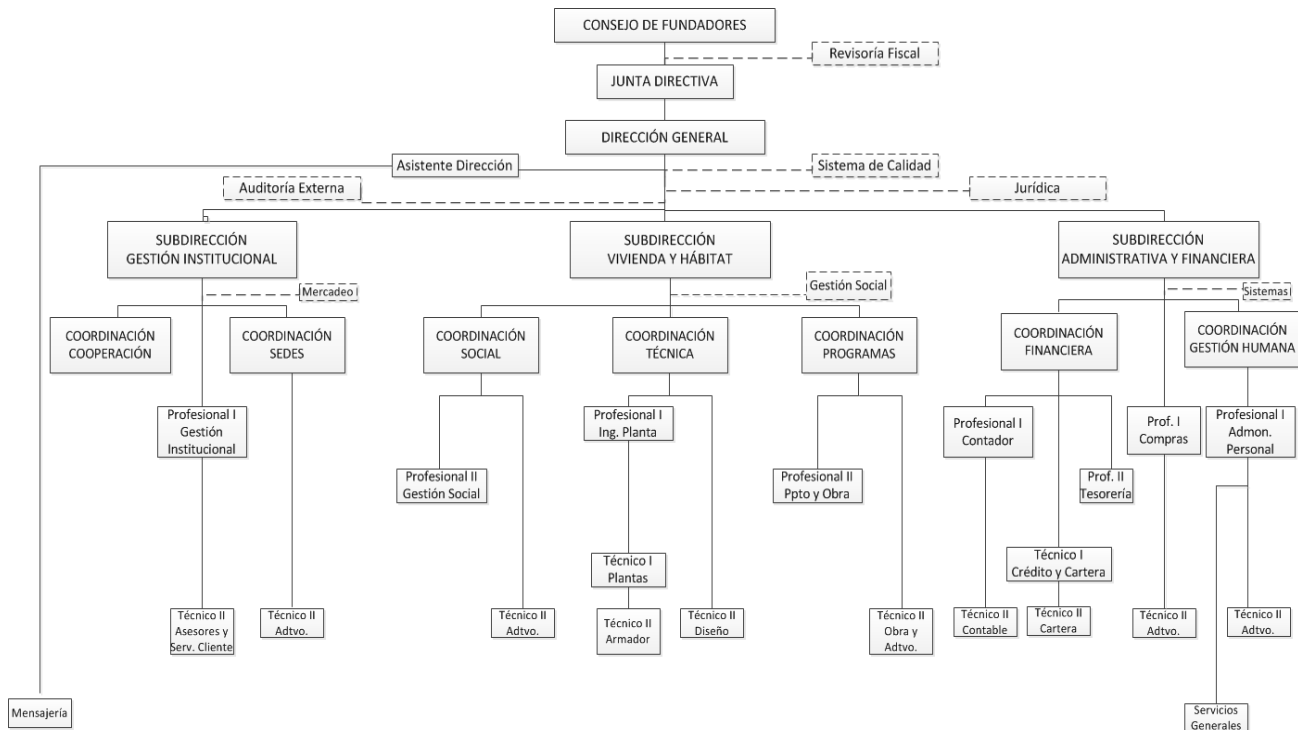 CONSEJO DE FUNDADORES
Revisoría Fiscal
JUNTA DIRECTIVA
DIRECCIÓN GENERAL
Asistente Dirección
Sistema de Calidad
Auditoría Externa
Jurídica
SUBDIRECCIÓN
GESTIÓN INSTITUCIONAL
SUBDIRECCIÓN
VIVIENDA Y HÁBITAT
SUBDIRECCIÓN
ADMINISTRATIVA Y FINANCIERA
Mercadeo
Gestión Social
Sistemas
COORDINACIÓN
COOPERACIÓN
COORDINACIÓN
SEDES
COORDINACIÓN
SOCIAL
COORDINACIÓN
TÉCNICA
COORDINACIÓN
PROGRAMAS
COORDINACIÓN
FINANCIERA
COORDINACIÓN
GESTIÓN HUMANA
Profesional I
Gestión
Institucional
Profesional I
Ing. Planta
Profesional I
Contador
Prof. I
Compras
Profesional I
Admon.
Personal
Profesional II
Gestión Social
Profesional II
Ppto y Obra
Prof. II
Tesorería
Técnico I
Plantas
Técnico I
Crédito y Cartera
Técnico II
Asesores y
Serv. Cliente
Técnico II
Adtvo.
Técnico II
Adtvo.
Técnico II
Armador
Técnico II
Diseño
Técnico II
Obra y
Adtvo.
Técnico II
Contable
Técnico II
Cartera
Técnico II
Adtvo.
Técnico II
Adtvo.
Mensajería
Servicios
Generales